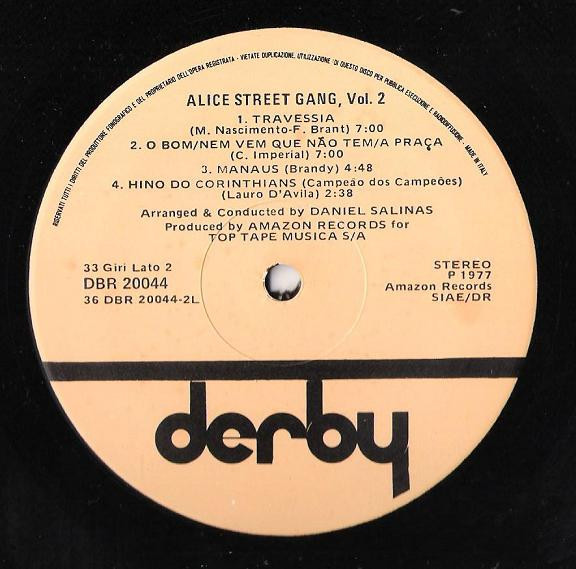 RISERVATI TUTTI I DIRITTI DEL PRODUTTORE FONOGRAFICO E DEL PROPRIETARIO DELL'OPERA REGISTRATA - VIETATE DUPLICAZIONE, UTILIZZAZIONE DI QUESTO DISCO PER PUBBLICA ESECUZIONE E RADIODIFFUSIONE - MADE IN ITALY
ALICE STREET GANG, Vol. 2
1. TRAVESSIA
(M. Nascimento-F. Brant) 7:00
2. O BOM/NEM VEM QUE NÃO TEM/A PRAÇA
(C. Imperial) 7:00
3. MANAUS (Brandy) 4:48
4. HINO DO CORINTHIANS (Campeão dos Campeões)
(Lauro D'Avila) 2:38
Arranged & Conducted by DANIEL SALINAS
Produced by AMAZON RECORDS for
TOP TAPE MUSICA S/A
33 Giri Lato 2
DBR 20044
36 DBR 20044-2L
STEREO
P 1977
Amazon Records
SIAE/DR
derby